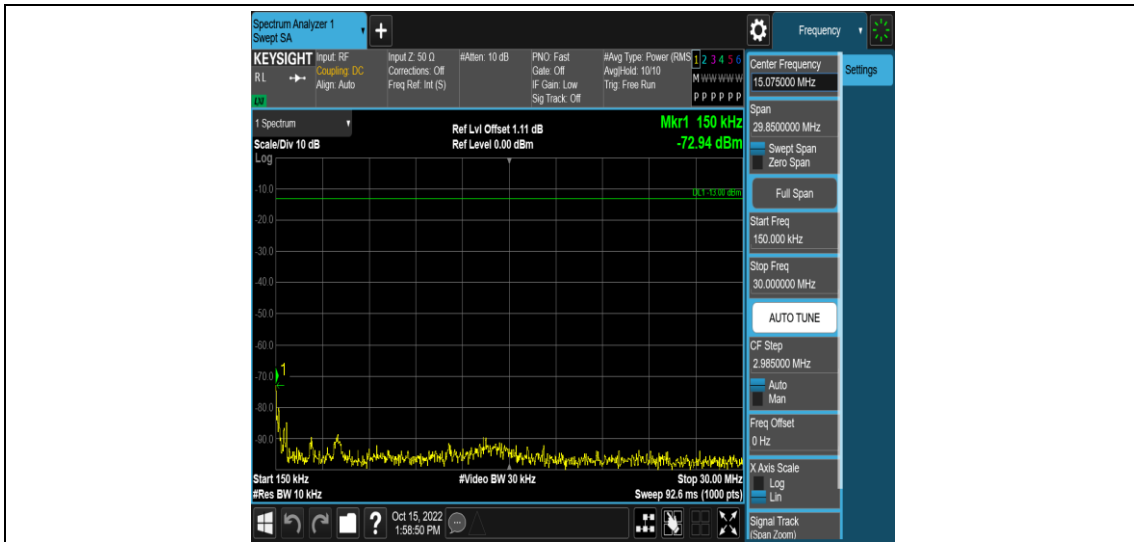 Spectrum Analyzer 1
Swept SA
+
Frequency
KEYSIGHT
RL
LXI
Input: RF
Coupling: DC
Align: Auto
Input Z: 50 Ω
Corrections: Off
Freq Ref: Int (S)
#Atten: 10 dB
PNO: Fast
Gate: Off
IF Gain: Low
Sig Track: Off
#Avg Type: Power (RMS
Avg|Hold: 10/10
Trig: Free Run
1 2 3 4 5 6
M W W W W W
P P P P P P
1 Spectrum
Scale/Div 10 dB
Ref Lvl Offset 1.11 dB
Ref Level 0.00 dBm
Mkr1 150 kHz
-72.94 dBm
Log
DL1 -13.00 dBm
-10.0
-20.0
-30.0
-40.0
-50.0
-60.0
-70.0
-80.0
-90.0
1
Start 150 kHz
#Res BW 10 kHz
#Video BW 30 kHz
Stop 30.00 MHz
Sweep 92.6 ms (1000 pts)
?
Oct 15, 2022
1:58:50 PM
Center Frequency
15.075000 MHz
Settings
Span
29.8500000 MHz
Swept Span
Zero Span
Full Span
Start Freq
150.000 kHz
Stop Freq
30.000000 MHz
AUTO TUNE
CF Step
2.985000 MHz
Auto
Man
Freq Offset
0 Hz
X Axis Scale
Log
Lin
Signal Track
(Span Zoom)